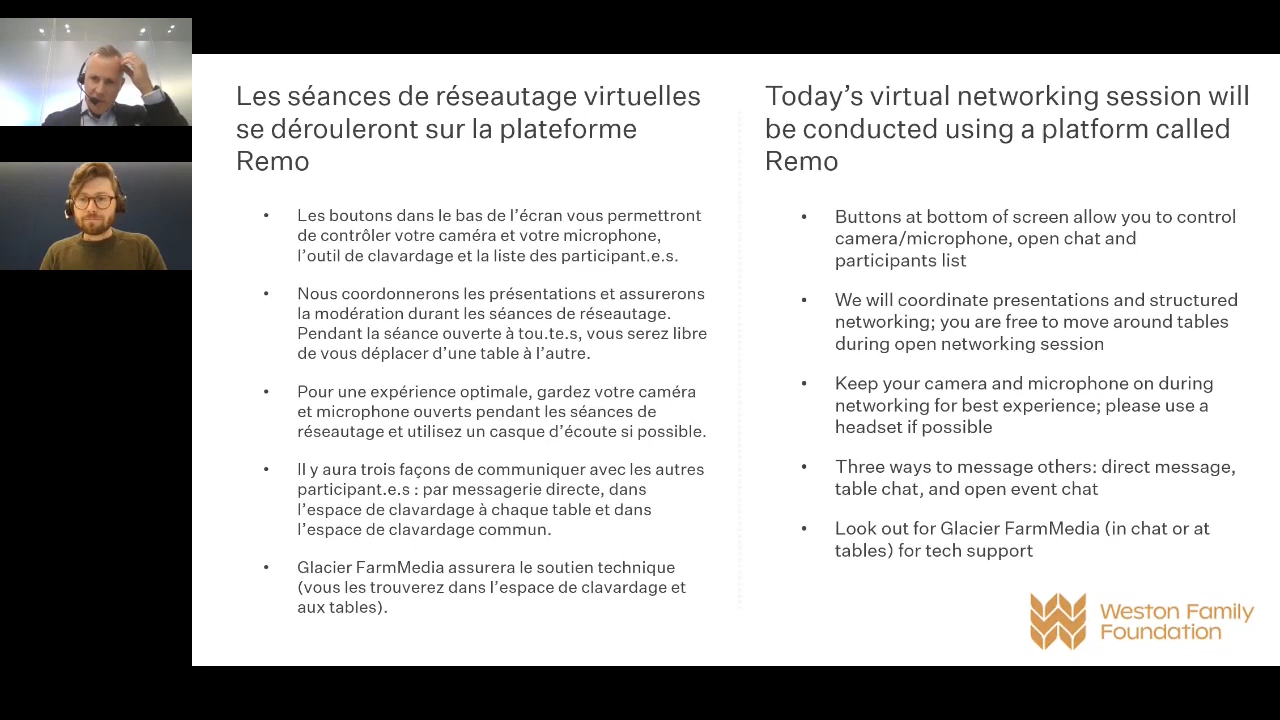 Les séances de réseautage virtuelles
se dérouleront sur la plateforme
Remo
• Les boutons dans le bas de l’écran vous permettront
de contrôler votre caméra et votre microphone,
l’outil de clavardage et la liste des participant.e.s.
• Nous coordonnerons les présentations et assurerons
la modération durant les séances de réseautage.
Pendant la séance ouverte à tou.te.s, vous serez libre
de vous déplacer d’une table à l’autre.
• Pour une expérience optimale, gardez votre caméra
et microphone ouverts pendant les séances de
réseautage et utilisez un casque d’écoute si possible.
• Il y aura trois façons de communiquer avec les autres
participant.e.s : par messagerie directe, dans
l’espace de clavardage à chaque table et dans
l’espace de clavardage commun.
• Glacier FarmMedia assurera le soutien technique
(vous les trouverez dans l’espace de clavardage et
aux tables).
Today’s virtual networking session will
be conducted using a platform called
Remo
• Buttons at bottom of screen allow you to control
camera/microphone, open chat and
participants list
• We will coordinate presentations and structured
networking; you are free to move around tables
during open networking session
• Keep your camera and microphone on during
networking for best experience; please use a
headset if possible
• Three ways to message others: direct message,
table chat, and open event chat
• Look out for Glacier FarmMedia (in chat or at
tables) for tech support
Weston Family
Foundation